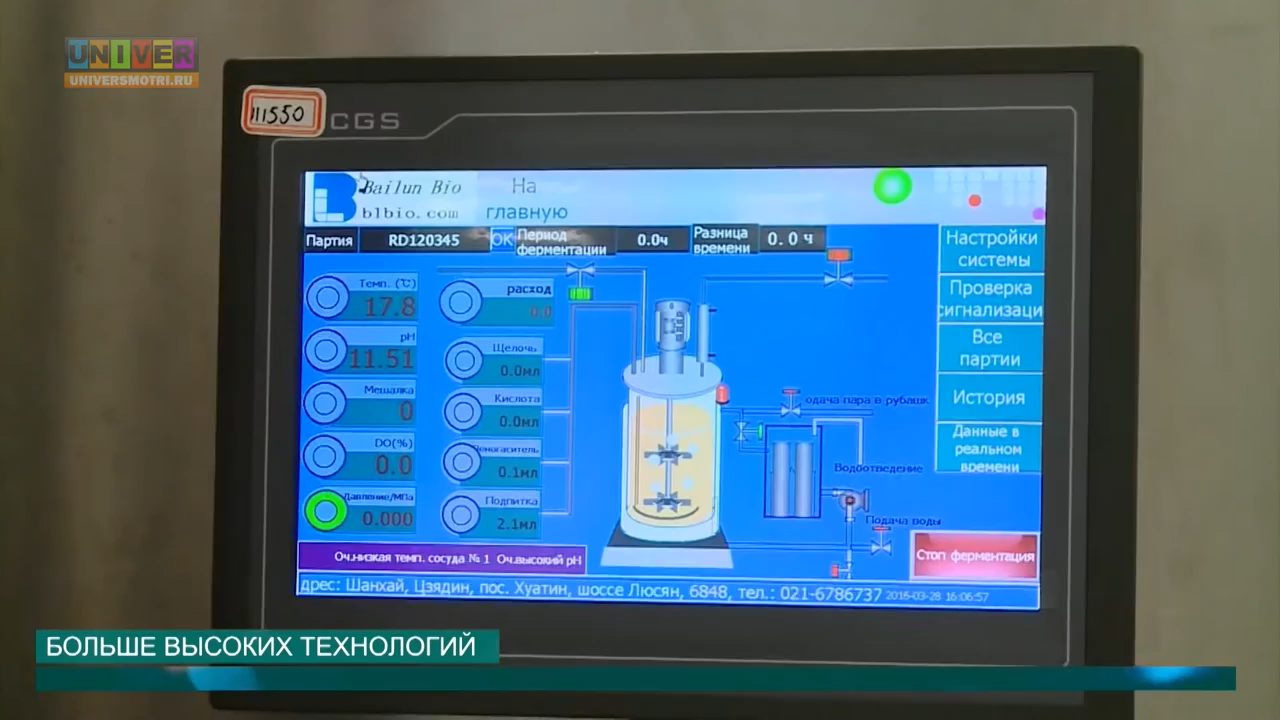 UNIVER
UNIVERSMOTRI.RU
111550
CGS
Bailun Bio
blbio.com
На
главную
Партия RD120345 OK Период ферментации 0.0ч Разница времени 0.0 ч
Настройки
системы
Проверка
сигнализаци
Все
партии
История
Данные в
реальном
времени
Темп. (℃)
17.8
pH
11.51
Мешалка
0
DO(%)
0.0
Давление/МПа
0.000
расход
0.0
Щелочь
0.0мл
Кислота
0.0мл
Пеногаситель
0.1мл
Подпитка
2.1мл
одача пара в рубашк
Водоотведение
Подача воды
Стоп ферментация
Оч.низкая темп. сосуда № 1 Оч.высокий pH
дрес: Шанхай, Цзядин, пос. Хуатин, шоссе Люсян, 6848, тел.: 021-6786737 2016-03-28 16:06:57
БОЛЬШЕ ВЫСОКИХ ТЕХНОЛОГИЙ